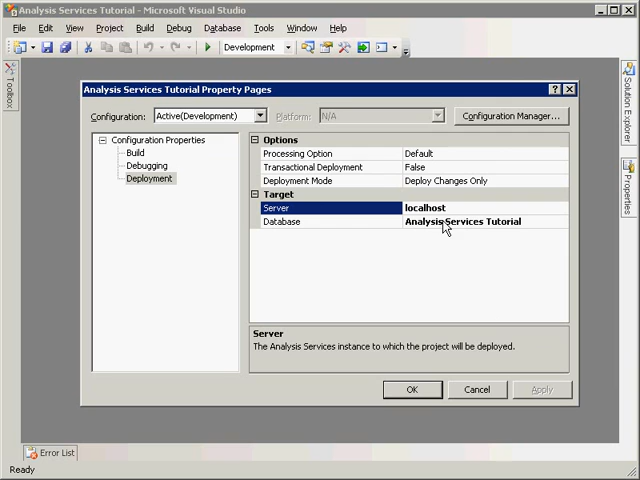 Analysis Services Tutorial - Microsoft Visual Studio
File Edit View Project Build Debug Database Tools Window Help
Development
Toolbox
Analysis Services Tutorial Property Pages
Configuration: Active(Development) Platform: N/A Configuration Manager...
Configuration Properties
Build
Debugging
Deployment
Options
Processing Option Default
Transactional Deployment False
Deployment Mode Deploy Changes Only
Target
Server localhost
Database Analysis Services Tutorial
Server
The Analysis Services instance to which the project will be deployed.
OK Cancel Apply
Solution Explorer
Properties
Error List
Ready